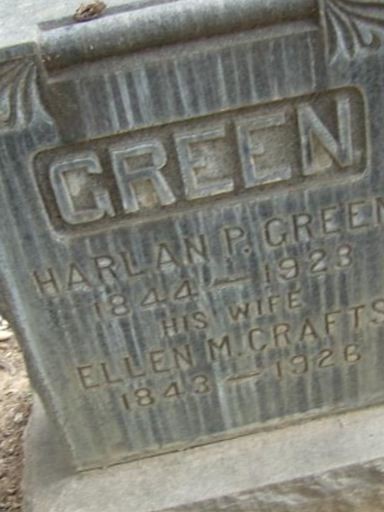 GREEN
HARLAN P. GREEN
1844 — 1923
HIS WIFE
ELLEN M. CRAFTS
1843 — 1926